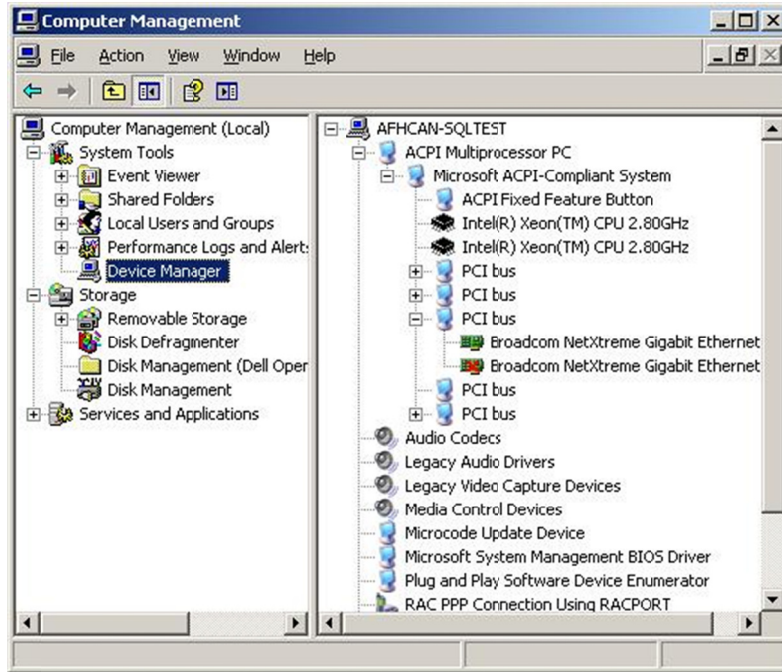 Computer Management
File Action View Window Help
Computer Management (Local)
System Tools
Event Viewer
Shared Folders
Local Users and Groups
Performance Logs and Alert
Device Manager
Storage
Removable Storage
Disk Defragmenter
Disk Management (Dell Oper
Disk Management
Services and Applications
AFHCAN-SQLTEST
ACPI Multiprocessor PC
Microsoft ACPI-Compliant System
ACPI Fixed Feature Button
Intel(R) Xeon(TM) CPU 2.80GHz
Intel(R) Xeon(TM) CPU 2.80GHz
PCI bus
PCI bus
PCI bus
Broadcom NetXtreme Gigabit Ethernet
Broadcom NetXtreme Gigabit Ethernet
PCI bus
PCI bus
Audio Codecs
Legacy Audio Drivers
Legacy Video Capture Devices
Media Control Devices
Microcode Update Device
Microsoft System Management BIOS Driver
Plug and Play Software Device Enumerator
RAC PPP Connection Using RACPORT